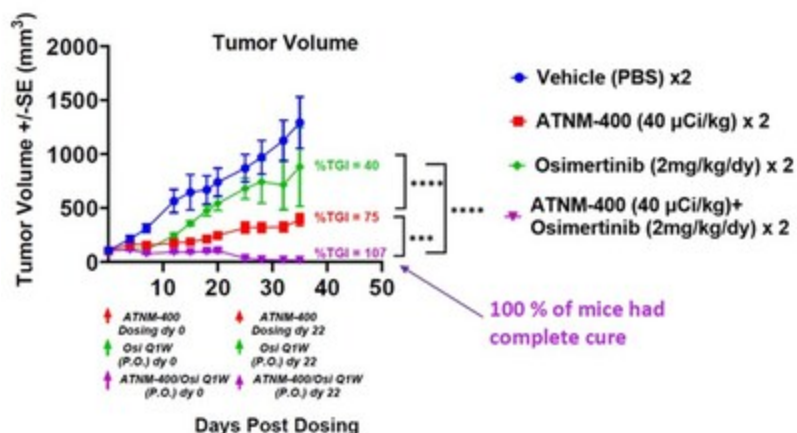 Tumor Volume
Tumor Volume +/-SE (mm³)
2000
1500
1000
500
0
10
20
30
40
50
%TGI = 40
%TGI = 75
%TGI = 107
****
***
****
Vehicle (PBS) x2
ATNM-400 (40 µCi/kg) x 2
Osimertinib (2mg/kg/dy) x 2
ATNM-400 (40 µCi/kg)+
Osimertinib (2mg/kg/dy) x 2
100 % of mice had
complete cure
ATNM-400
Dosing dy 0
ATNM-400
Dosing dy 22
Osi Q1W
(P.O.) dy 0
Osi Q1W
(P.O.) dy 22
ATNM-400/Osi Q1W
(P.O.) dy 0
ATNM-400/Osi Q1W
(P.O.) dy 22
Days Post Dosing